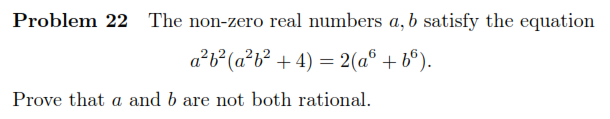 Problem 22 The non-zero real numbers a, b satisfy the equation
a²b²(a²b² + 4) = 2(a⁶ + b⁶).
Prove that a and b are not both rational.